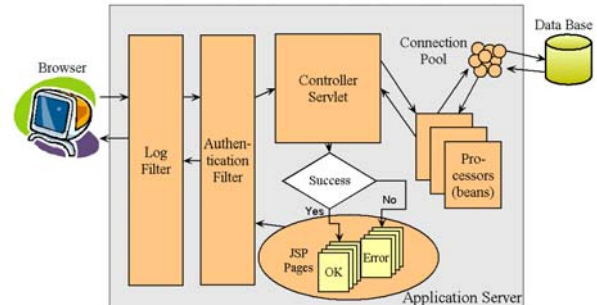 Browser
Log
Filter
Authen-
tication
Filter
Controller
Servlet
Connection
Pool
Data Base
Pro-
cessors
(beans)
Success
Yes
No
JSP
Pages
OK
Error
Application Server